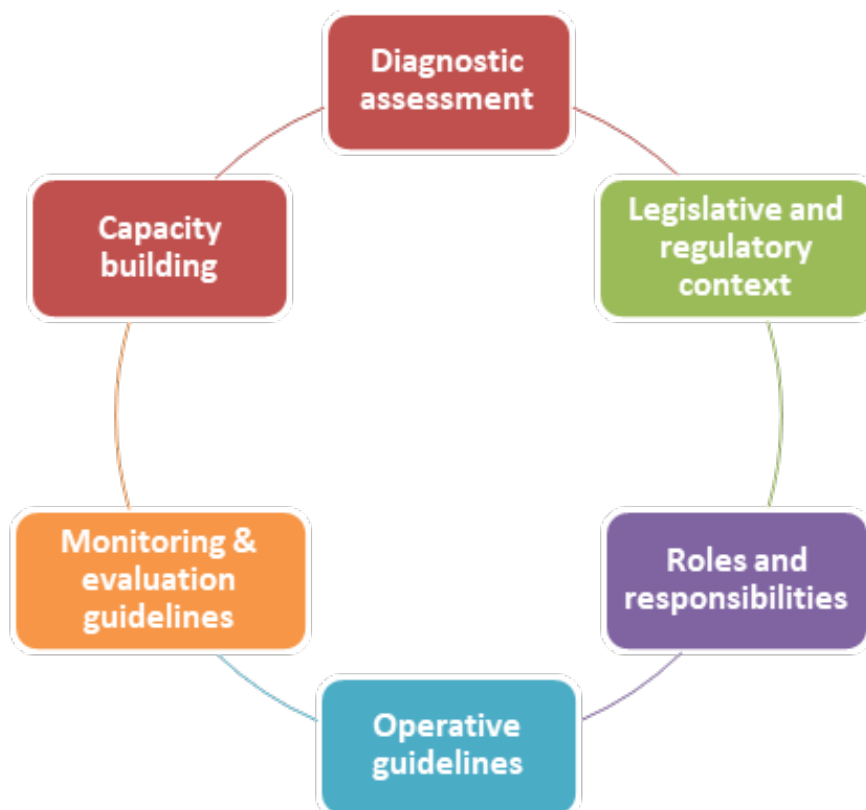 Diagnostic
assessment
Legislative and
regulatory
context
Roles and
responsibilities
Operative
guidelines
Monitoring &
evaluation
guidelines
Capacity
building